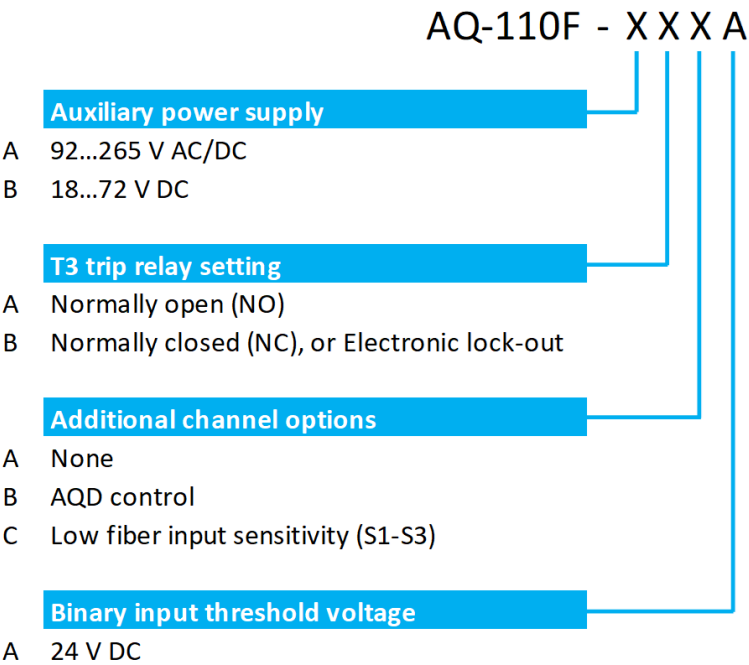 AQ-110F - X X X A
Auxiliary power supply
A 92...265 V AC/DC
B 18...72 V DC
T3 trip relay setting
A Normally open (NO)
B Normally closed (NC), or Electronic lock-out
Additional channel options
A None
B AQD control
C Low fiber input sensitivity (S1-S3)
Binary input threshold voltage
A 24 V DC